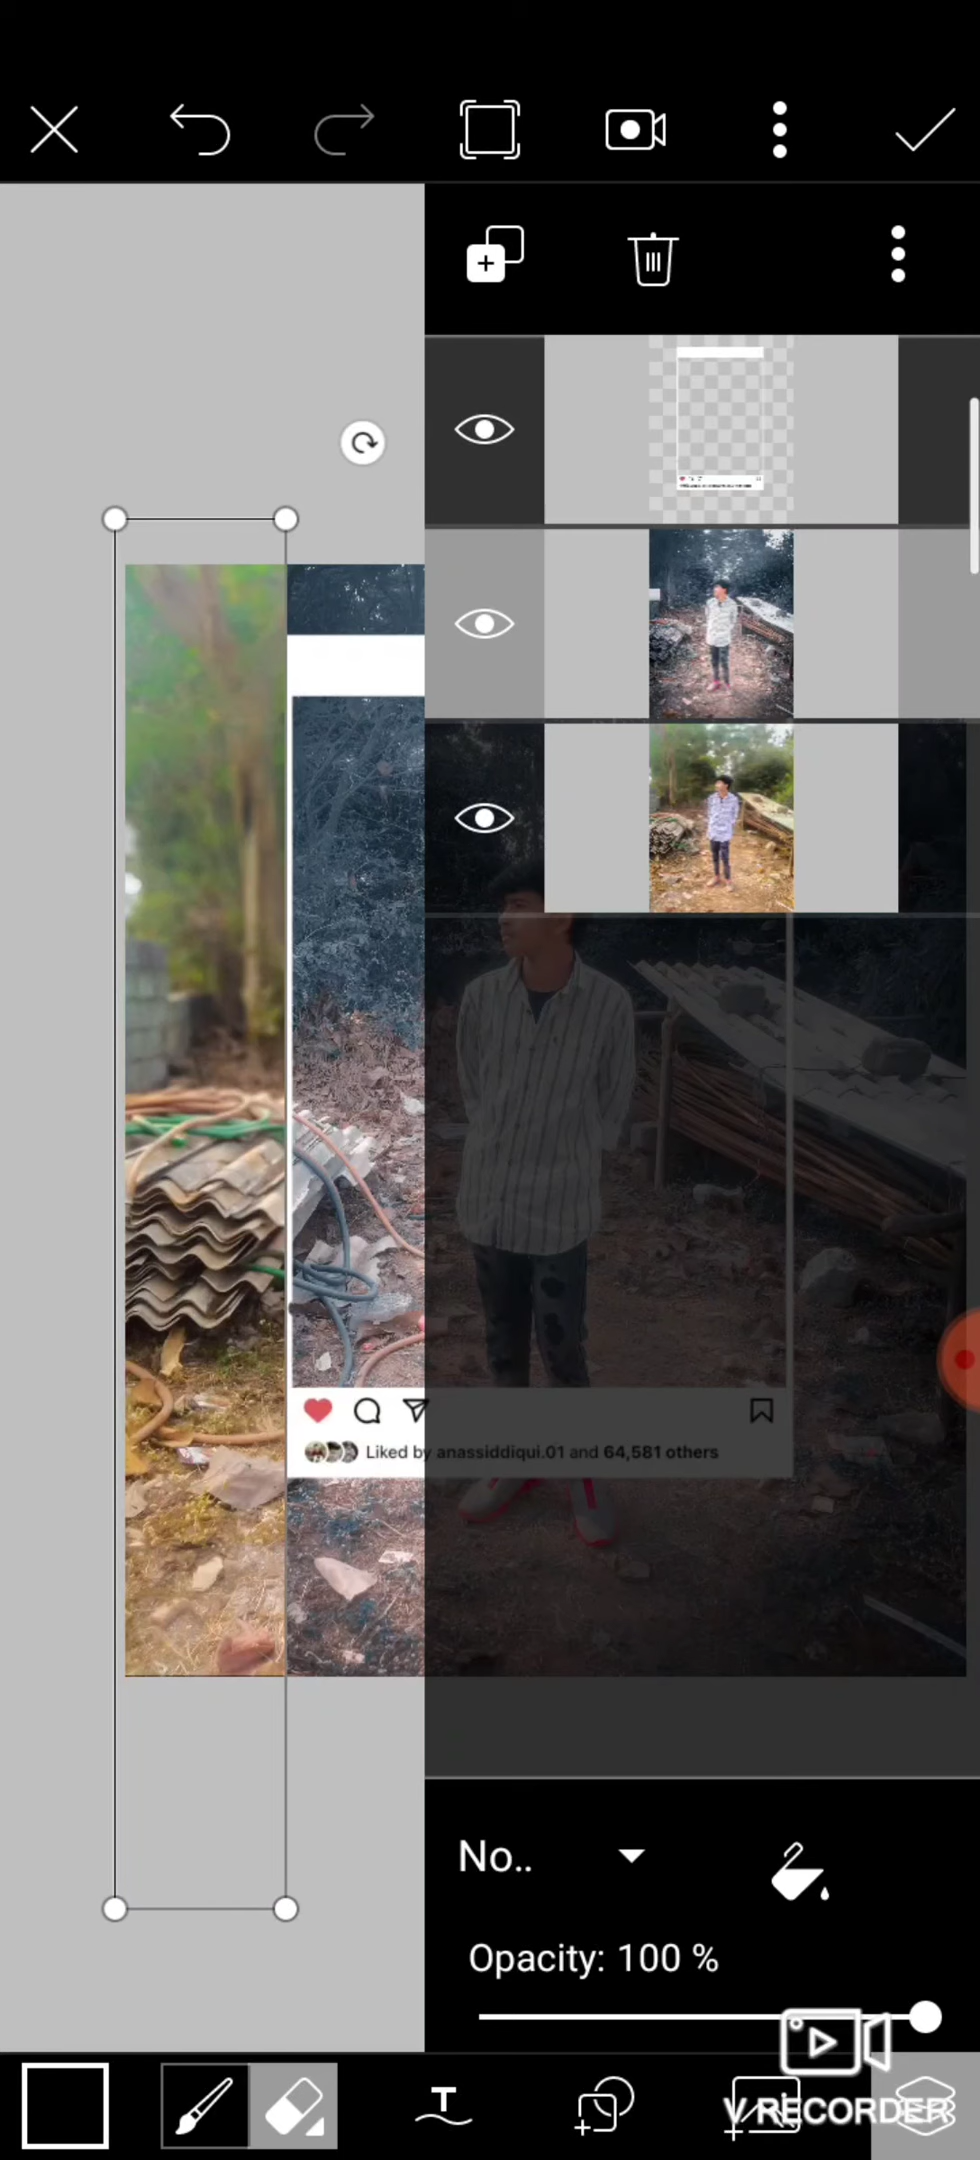 Liked by anassiddiqui.01 and 64,581 others
No..
Opacity: 100 %
T
V RECORDER